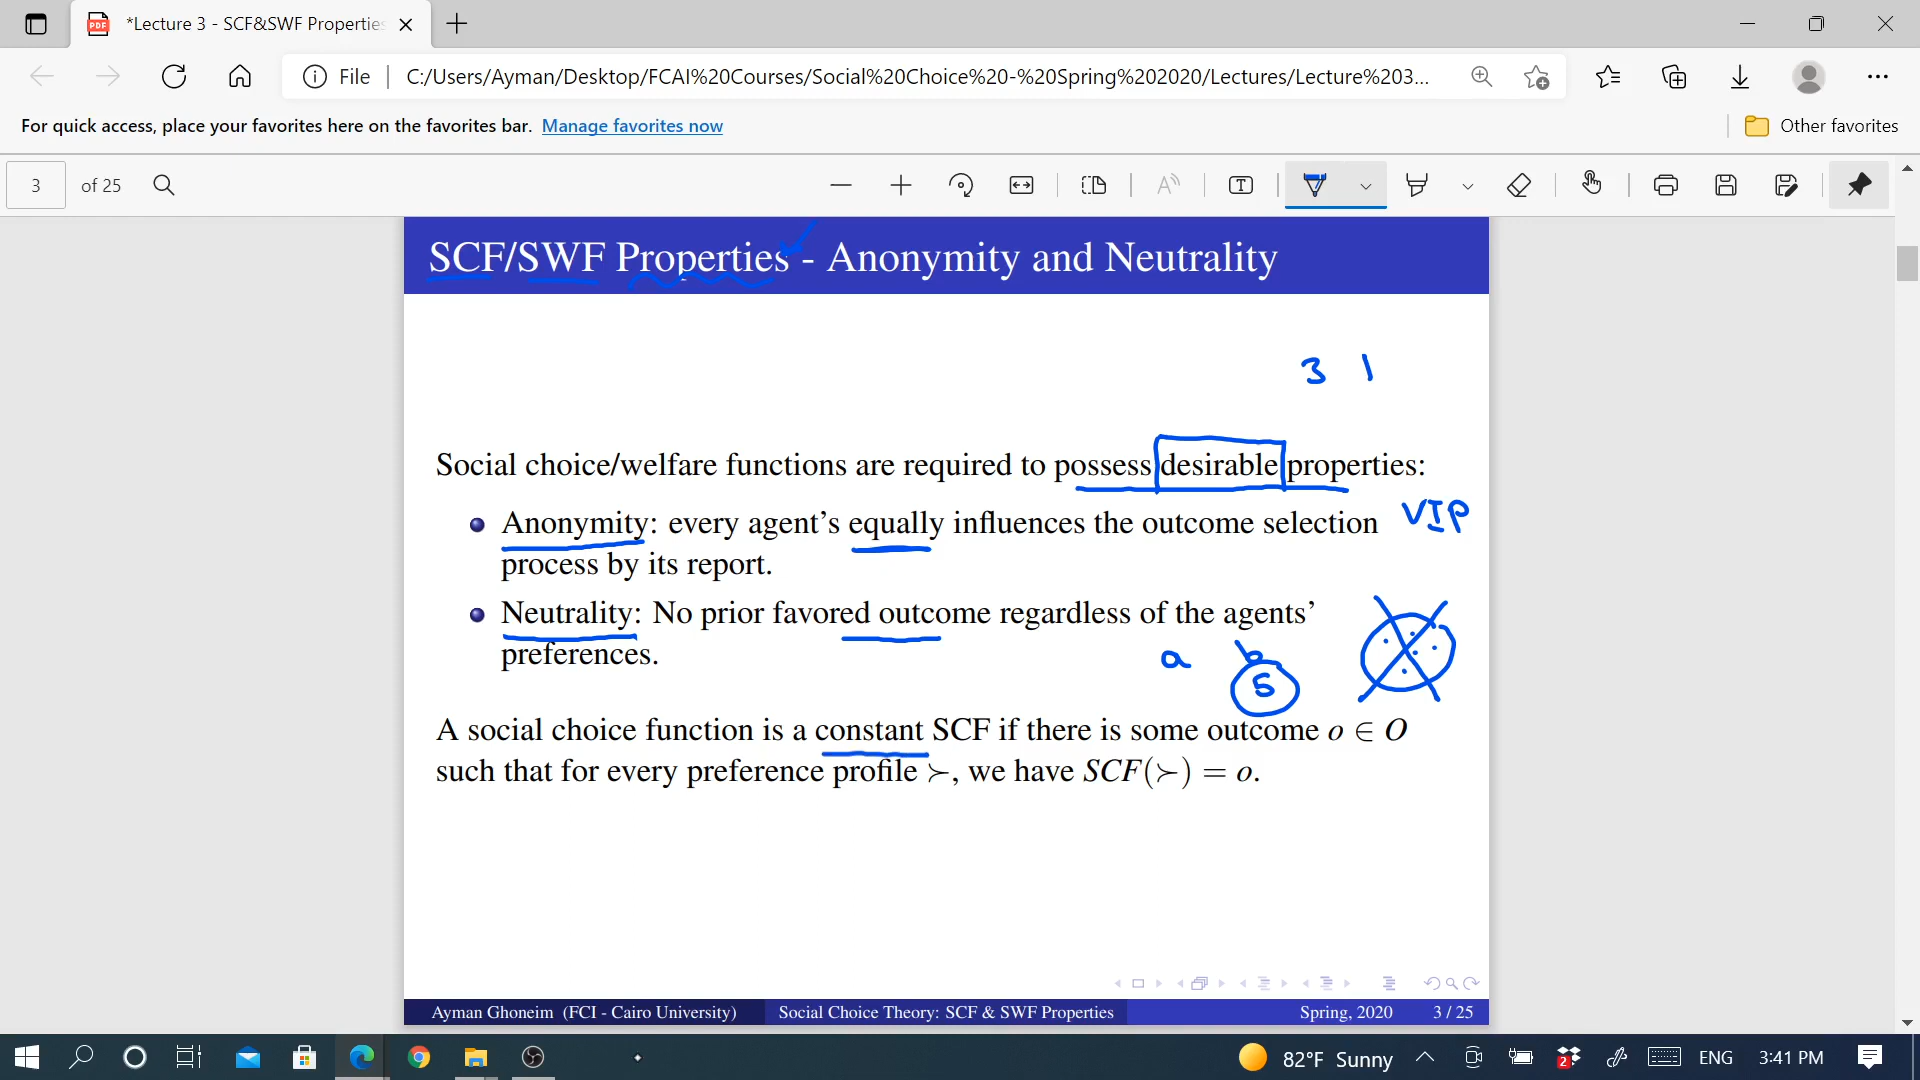 *Lecture 3 - SCF&SWF Properties
File
C:/Users/Ayman/Desktop/FCAI%20Courses/Social%20Choice%20-%20Spring%202020/Lectures/Lecture%203...
For quick access, place your favorites here on the favorites bar. Manage favorites now
Other favorites
3 of 25
SCF/SWF Properties - Anonymity and Neutrality
3 1
Social choice/welfare functions are required to possess desirable properties:
Anonymity: every agent's equally influences the outcome selection
VIP
process by its report.
Neutrality: No prior favored outcome regardless of the agents'
preferences.
a b
5
A social choice function is a constant SCF if there is some outcome o ∈ O
such that for every preference profile ≻, we have SCF(≻) = o.
Ayman Ghoneim (FCI - Cairo University) Social Choice Theory: SCF & SWF Properties Spring, 2020 3 / 25
82°F Sunny 2 ENG 3:41 PM